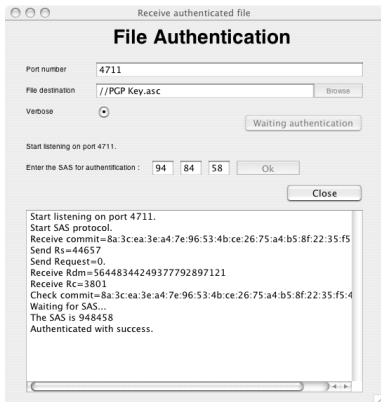 Receive authenticated file
File Authentication
Port number 4711
File destination //PGP Key.asc Browse
Verbose
Waiting authentication
Start listening on port 4711.
Enter the SAS for authentification : 94 84 58 Ok
Close
Start listening on port 4711.
Start SAS protocol.
Receive commit=8a:3c:ea:3e:a4:7e:96:53:4b:ce:26:75:a4:b5:8f:22:35:f5
Send Rs=44657
Send Request=0.
Receive Rdm=56448344249377792897121
Receive Rc=3801
Check commit=8a:3c:ea:3e:a4:7e:96:53:4b:ce:26:75:a4:b5:8f:22:35:f5:4
Waiting for SAS...
The SAS is 948458
Authenticated with success.